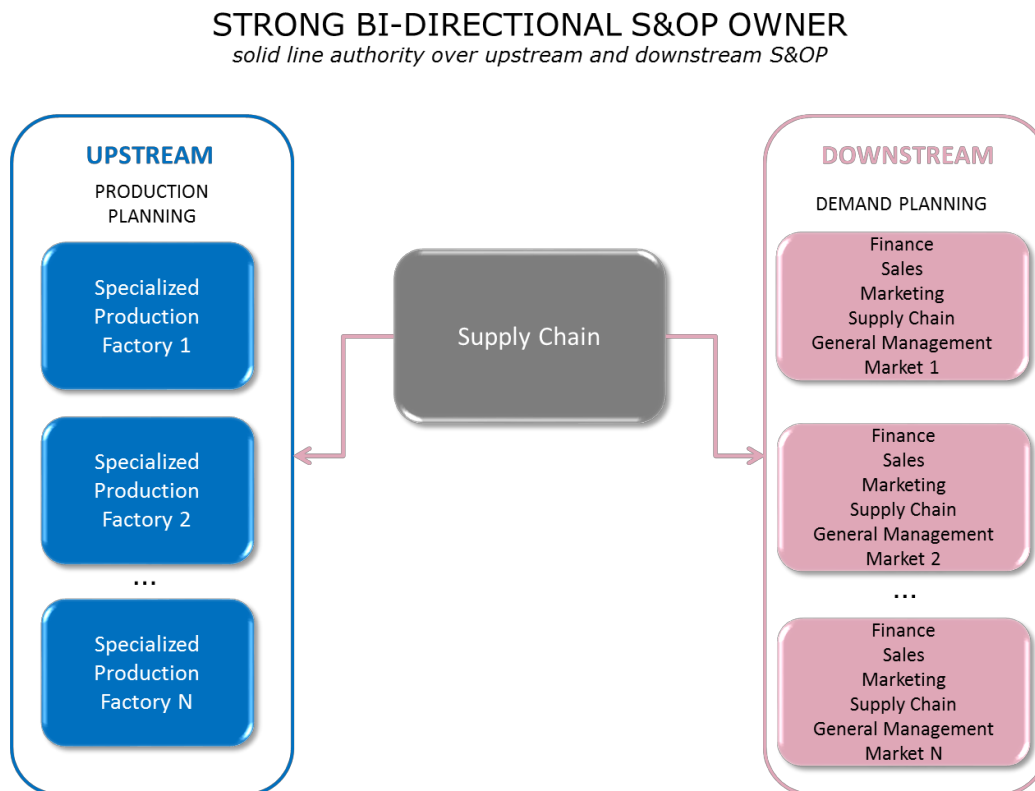 STRONG BI-DIRECTIONAL S&OP OWNER
solid line authority over upstream and downstream S&OP
UPSTREAM
PRODUCTION
PLANNING
Specialized
Production
Factory 1
Specialized
Production
Factory 2
...
Specialized
Production
Factory N
Supply Chain
DOWNSTREAM
DEMAND PLANNING
Finance
Sales
Marketing
Supply Chain
General Management
Market 1
Finance
Sales
Marketing
Supply Chain
General Management
Market 2
...
Finance
Sales
Marketing
Supply Chain
General Management
Market N